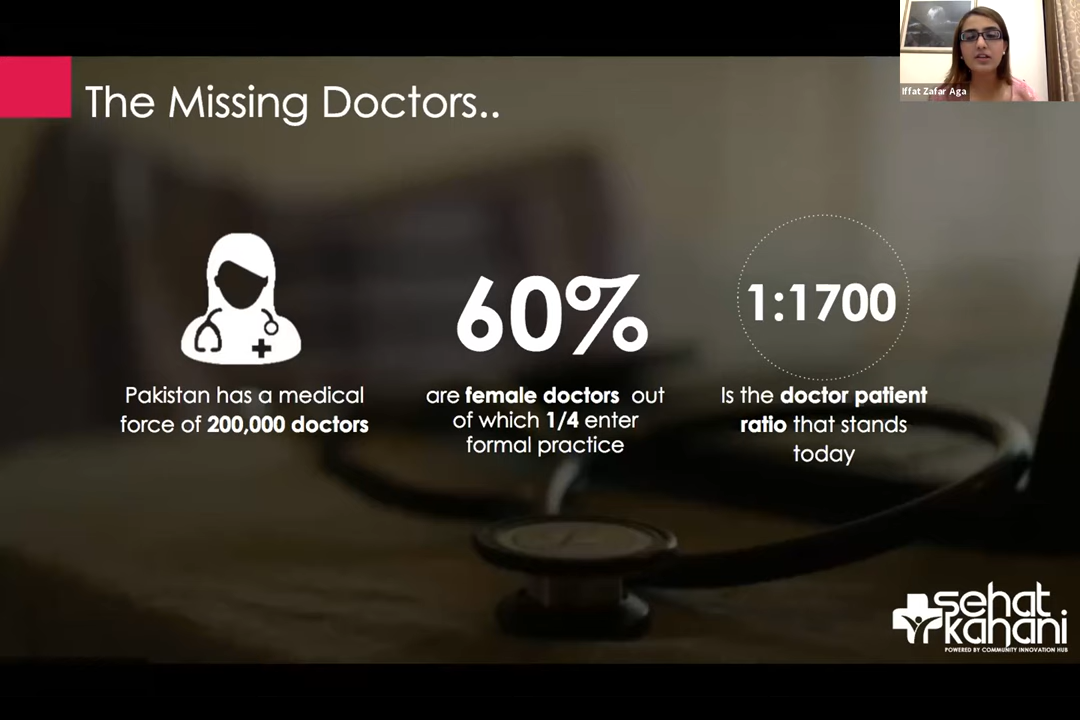 Iffat Zafar Aga
The Missing Doctors..
Pakistan has a medical
force of 200,000 doctors
60%
are female doctors out
of which 1/4 enter
formal practice
1:1700
Is the doctor patient
ratio that stands
today
sehat
kahani
POWERED BY COMMUNITY INNOVATION HUB